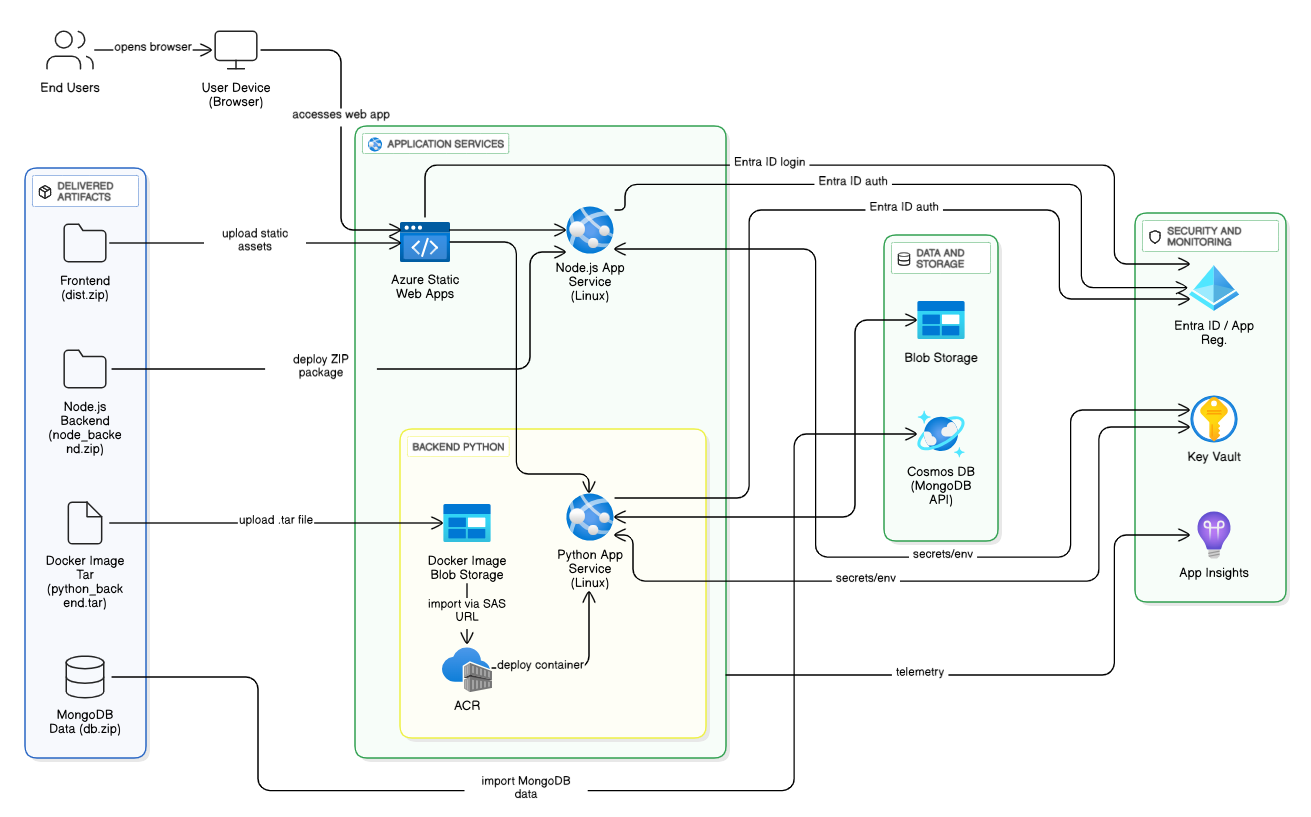 opens browser
End Users
User Device
(Browser)
accesses web app
APPLICATION SERVICES
Entra ID login
Entra ID auth
Entra ID auth
DELIVERED
ARTIFACTS
upload static
assets
Frontend
(dist.zip)
Azure Static
Web Apps
Node.js App
Service
(Linux)
DATA AND
STORAGE
SECURITY AND
MONITORING
Entra ID / App
Reg.
Blob Storage
deploy ZIP
package
Node.js
Backend
(node_backe
nd.zip)
BACKEND PYTHON
Cosmos DB
(MongoDB
API)
Key Vault
upload .tar file
Docker Image
Tar
(python_back
end.tar)
Docker Image
Blob Storage
Python App
Service
(Linux)
secrets/env
secrets/env
App Insights
import via SAS
URL
deploy container
ACR
telemetry
MongoDB
Data (db.zip)
import MongoDB
data